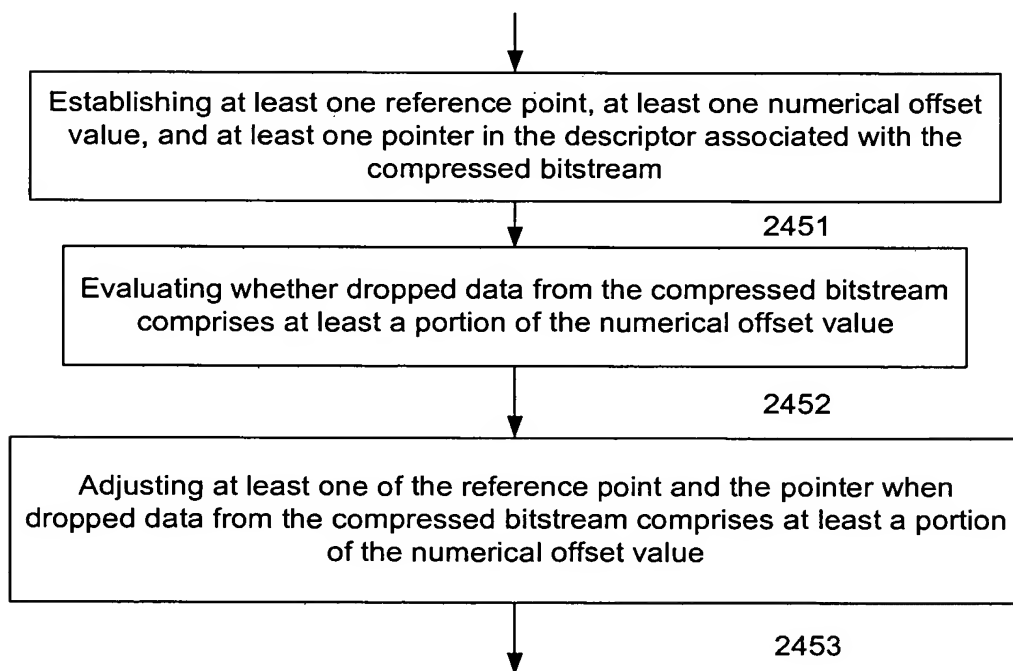 Establishing at least one reference point, at least one numerical offset
value, and at least one pointer in the descriptor associated with the
compressed bitstream
2451
Evaluating whether dropped data from the compressed bitstream
comprises at least a portion of the numerical offset value
2452
Adjusting at least one of the reference point and the pointer when
dropped data from the compressed bitstream comprises at least a portion
of the numerical offset value
2453